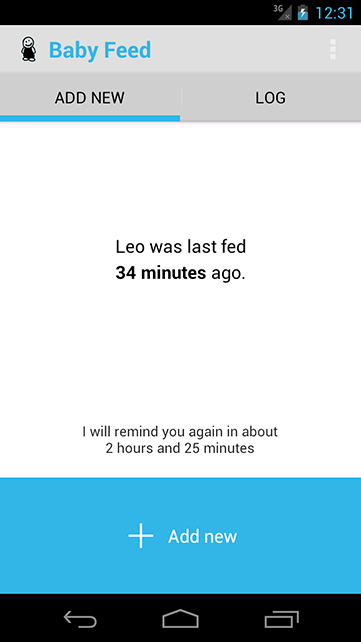 3G 12:31
Baby Feed
ADD NEW LOG
Leo was last fed
34 minutes ago.
I will remind you again in about
2 hours and 25 minutes
Add new